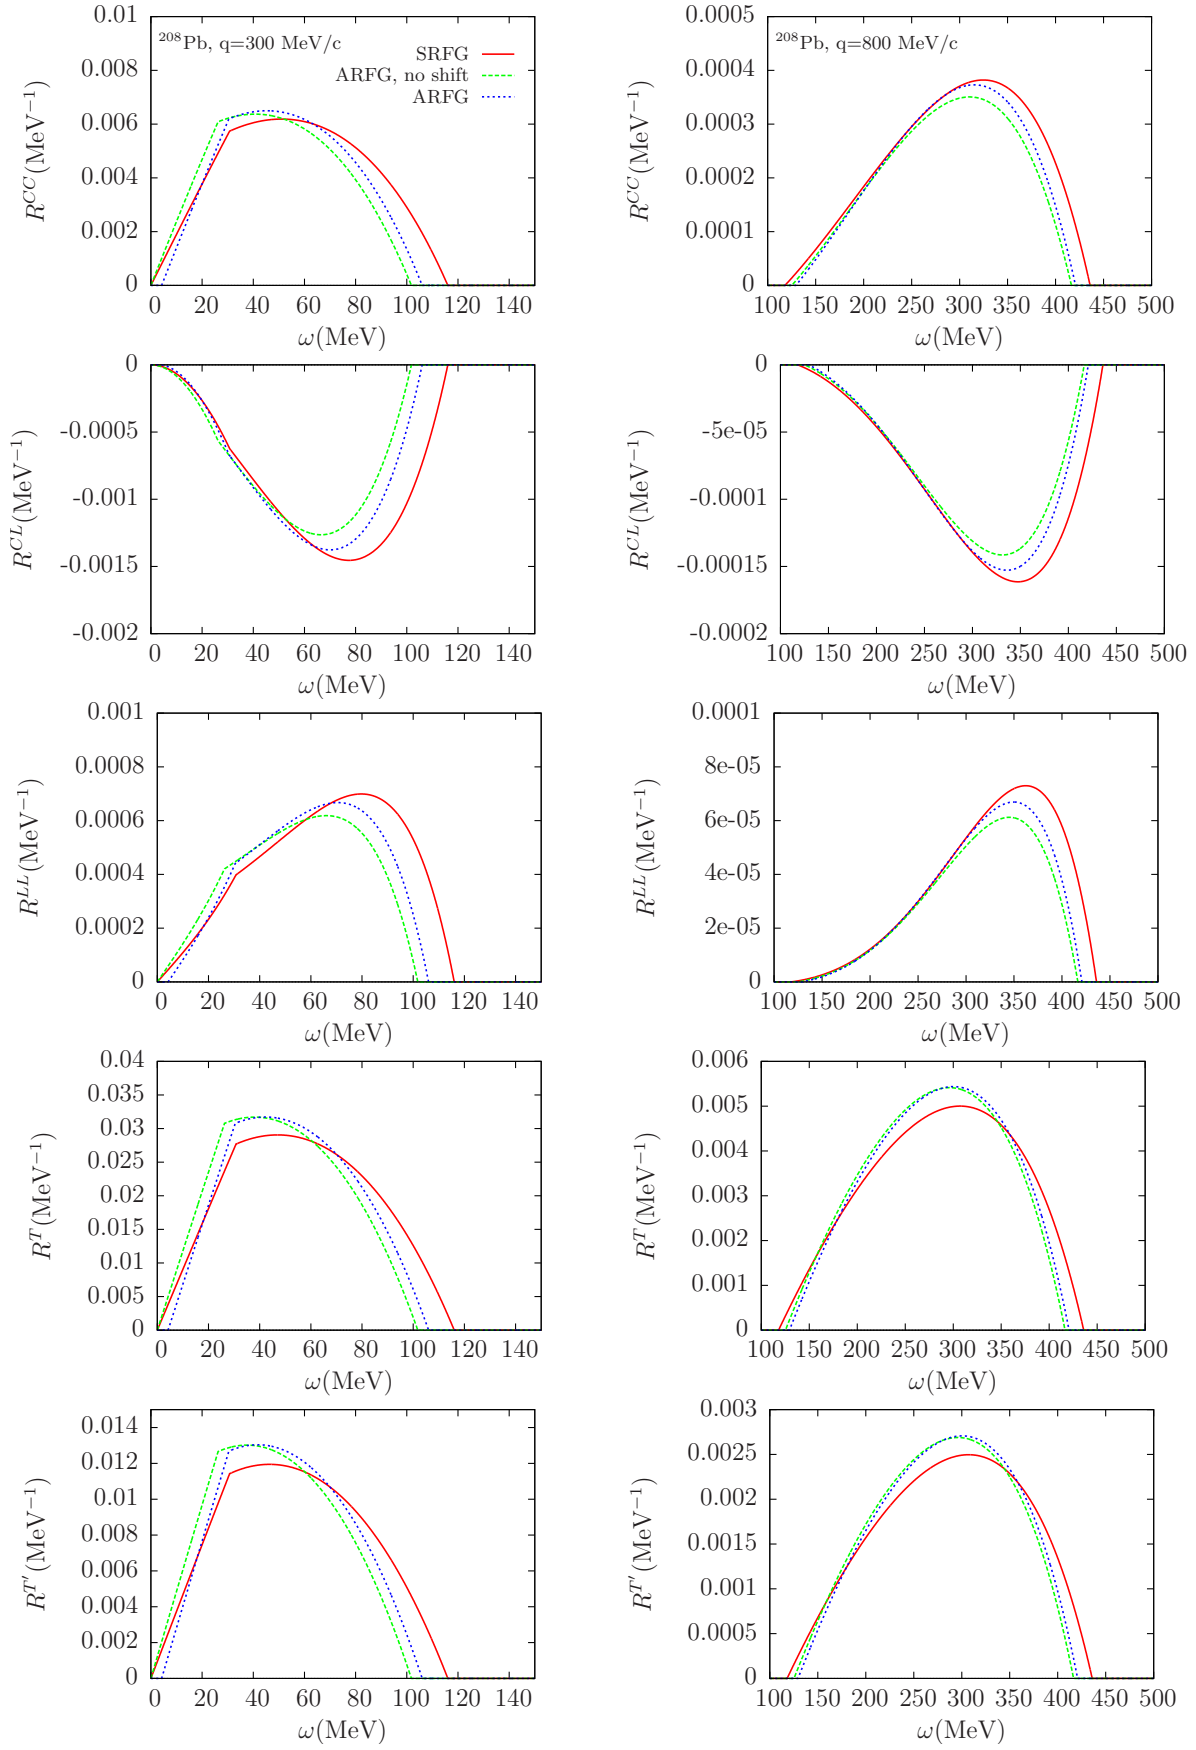 ²⁰⁸Pb, q=300 MeV/c
SRFG
ARFG, no shift
ARFG
R^{CC}(MeV⁻¹)
0.01
0.008
0.006
0.004
0.002
0
0 20 40 60 80 100 120 140
ω(MeV)
²⁰⁸Pb, q=800 MeV/c
R^{CC}(MeV⁻¹)
0.0005
0.0004
0.0003
0.0002
0.0001
0
100 150 200 250 300 350 400 450 500
ω(MeV)
R^{CL}(MeV⁻¹)
0
-0.0005
-0.001
-0.0015
-0.002
0 20 40 60 80 100 120 140
ω(MeV)
R^{CL}(MeV⁻¹)
0
-5e-05
-0.0001
-0.00015
-0.0002
100 150 200 250 300 350 400 450 500
ω(MeV)
R^{LL}(MeV⁻¹)
0.001
0.0008
0.0006
0.0004
0.0002
0
0 20 40 60 80 100 120 140
ω(MeV)
R^{LL}(MeV⁻¹)
0.0001
8e-05
6e-05
4e-05
2e-05
0
100 150 200 250 300 350 400 450 500
ω(MeV)
R^{T}(MeV⁻¹)
0.04
0.035
0.03
0.025
0.02
0.015
0.01
0.005
0
0 20 40 60 80 100 120 140
ω(MeV)
R^{T}(MeV⁻¹)
0.006
0.005
0.004
0.003
0.002
0.001
0
100 150 200 250 300 350 400 450 500
ω(MeV)
R^{T'}(MeV⁻¹)
0.014
0.012
0.01
0.008
0.006
0.004
0.002
0
0 20 40 60 80 100 120 140
ω(MeV)
R^{T'}(MeV⁻¹)
0.003
0.0025
0.002
0.0015
0.001
0.0005
0
100 150 200 250 300 350 400 450 500
ω(MeV)